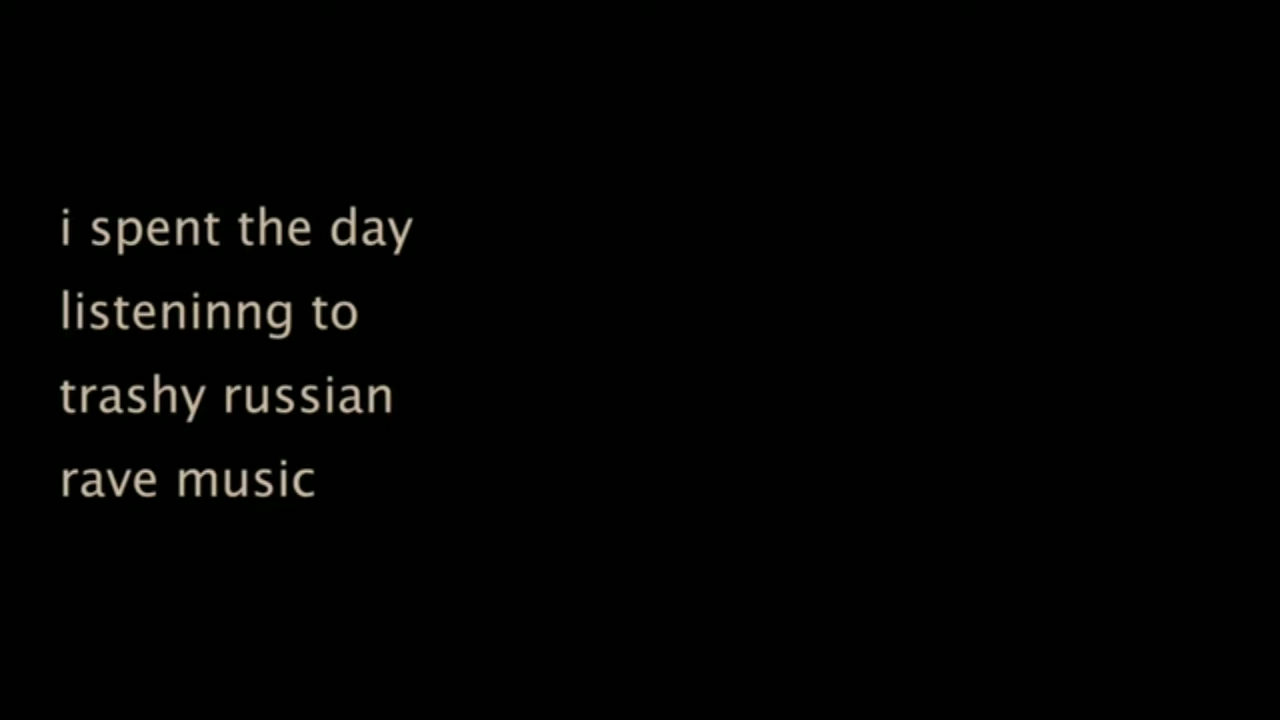 i spent the day
listeninng to
trashy russian
rave music